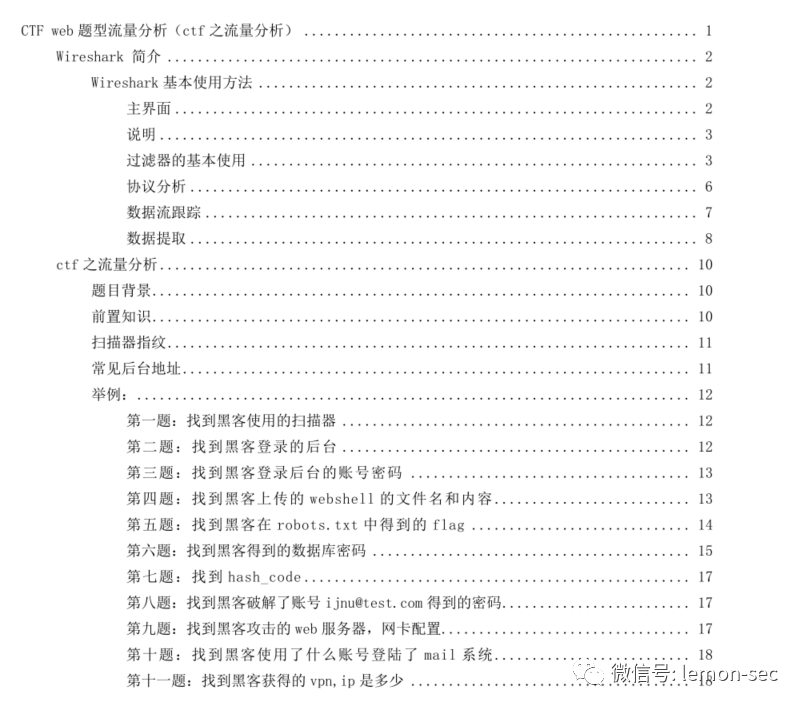 CTF web 题型流量分析（ctf 之流量分析） .................................................... 1
Wireshark 简介 .................................................... 2
Wireshark 基本使用方法 .................................................... 2
主界面 .................................................... 2
说明 .................................................... 3
过滤器的基本使用 .................................................... 3
协议分析 .................................................... 6
数据流跟踪 .................................................... 7
数据提取 .................................................... 8
ctf 之流量分析 .................................................... 10
题目背景 .................................................... 10
前置知识 .................................................... 10
扫描器指纹 .................................................... 11
常见后台地址 .................................................... 11
举例： .................................................... 12
第一题：找到黑客使用的扫描器 .................................................... 12
第二题：找到黑客登录的后台 .................................................... 12
第三题：找到黑客登录后台的账号密码 .................................................... 13
第四题：找到黑客上传的 webshell 的文件名和内容 .................................................... 13
第五题：找到黑客在 robots.txt 中得到的 flag .................................................... 14
第六题：找到黑客得到的数据库密码 .................................................... 15
第七题：找到 hash_code .................................................... 17
第八题：找到黑客破解了账号 ijnu@test.com 得到的密码 .................................................... 17
第九题：找到黑客攻击的 web 服务器，网卡配置 .................................................... 17
第十题：找到黑客使用了什么账号登陆了 mail 系统 .................................................... 18
第十一题：找到黑客获得的 vpn,ip 是多少 .................................................... 18
微信号: lemon-sec